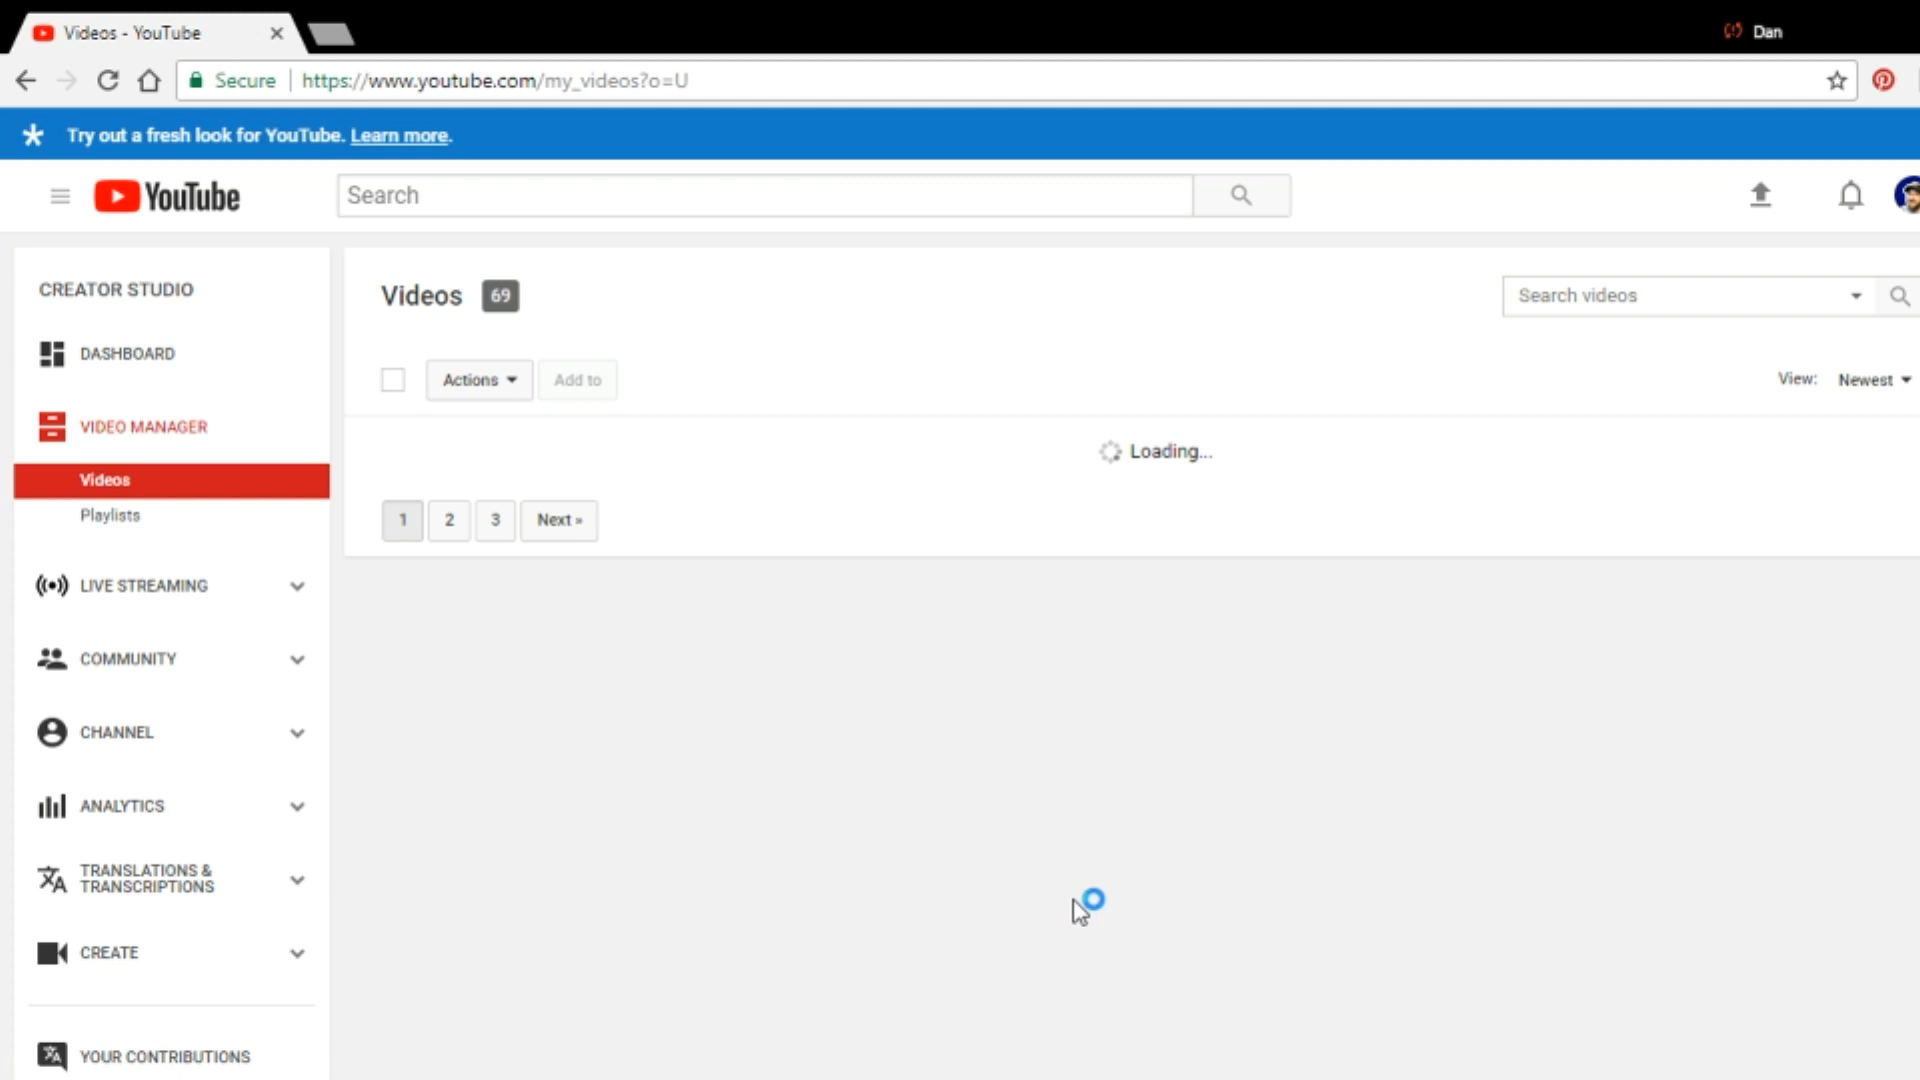 Videos - YouTube
Dan
Secure https://www.youtube.com/my_videos?o=U
Try out a fresh look for YouTube. Learn more.
YouTube
Search
CREATOR STUDIO
Videos 69
Search videos
DASHBOARD
Actions
Add to
View: Newest
VIDEO MANAGER
Loading...
Videos
Playlists
1 2 3 Next »
LIVE STREAMING
COMMUNITY
CHANNEL
ANALYTICS
TRANSLATIONS &
TRANSCRIPTIONS
CREATE
YOUR CONTRIBUTIONS